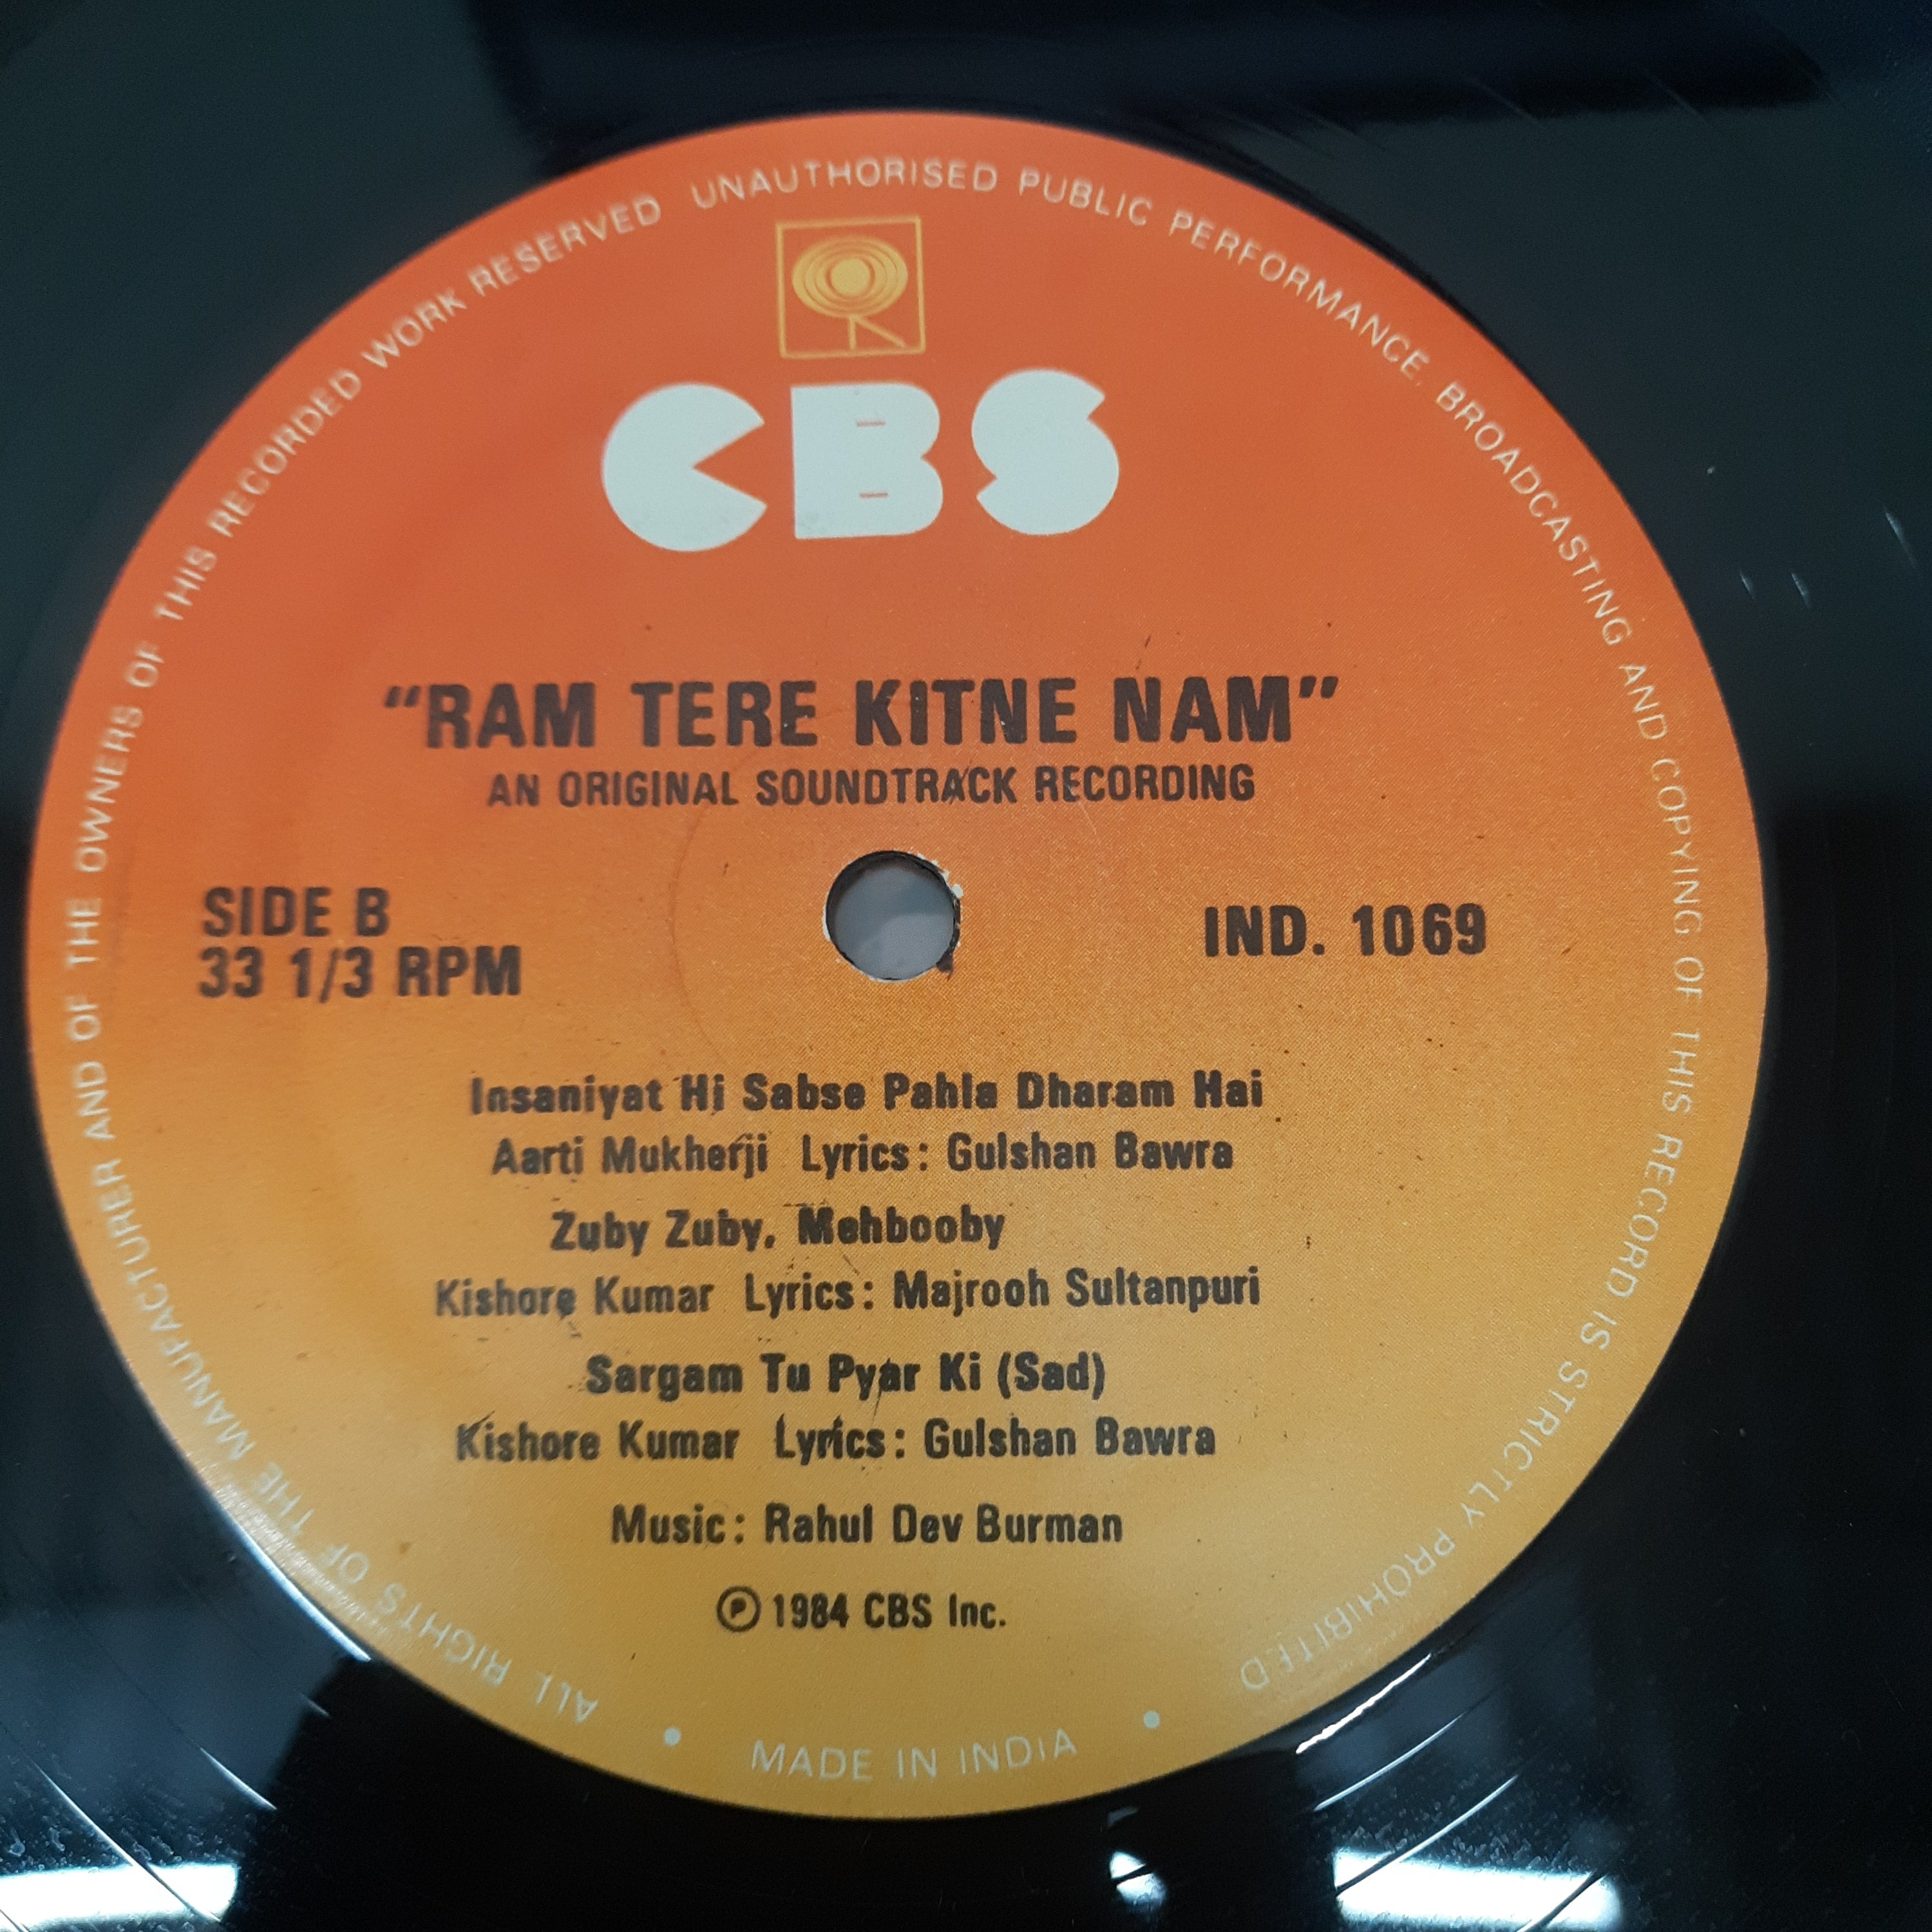 ALL RIGHTS OF THE MANUFACTURER AND OF THE OWNERS OF THIS RECORDED WORK RESERVED UNAUTHORISED PUBLIC PERFORMANCE, BROADCASTING AND COPYING OF THIS RECORD IS STRICTLY PROHIBITED
CBS
"RAM TERE KITNE NAM"
AN ORIGINAL SOUNDTRACK RECORDING
SIDE B
33 1/3 RPM
IND. 1069
Insaniyat Hi Sabse Pahla Dharam Hai
Aarti Mukherji Lyrics: Gulshan Bawra
Zuby Zuby, Mehbooby
Kishore Kumar Lyrics: Majrooh Sultanpuri
Sargam Tu Pyar Ki (Sad)
Kishore Kumar Lyrics: Gulshan Bawra
Music: Rahul Dev Burman
℗ 1984 CBS Inc.
• MADE IN INDIA •